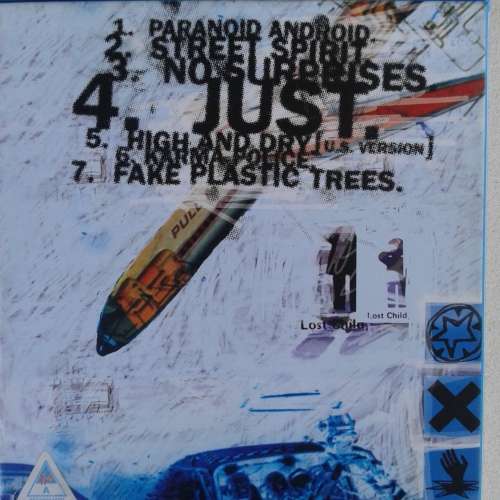 1. PARANOID ANDROID.
2. STREET SPIRIT.
3. NO SURPRISES.
4. JUST.
5. HIGH AND DRY [U.S. VERSION]
6. KARMA POLICE.
7. FAKE PLASTIC TREES.
PULL
Lost Child.
Lost Child.